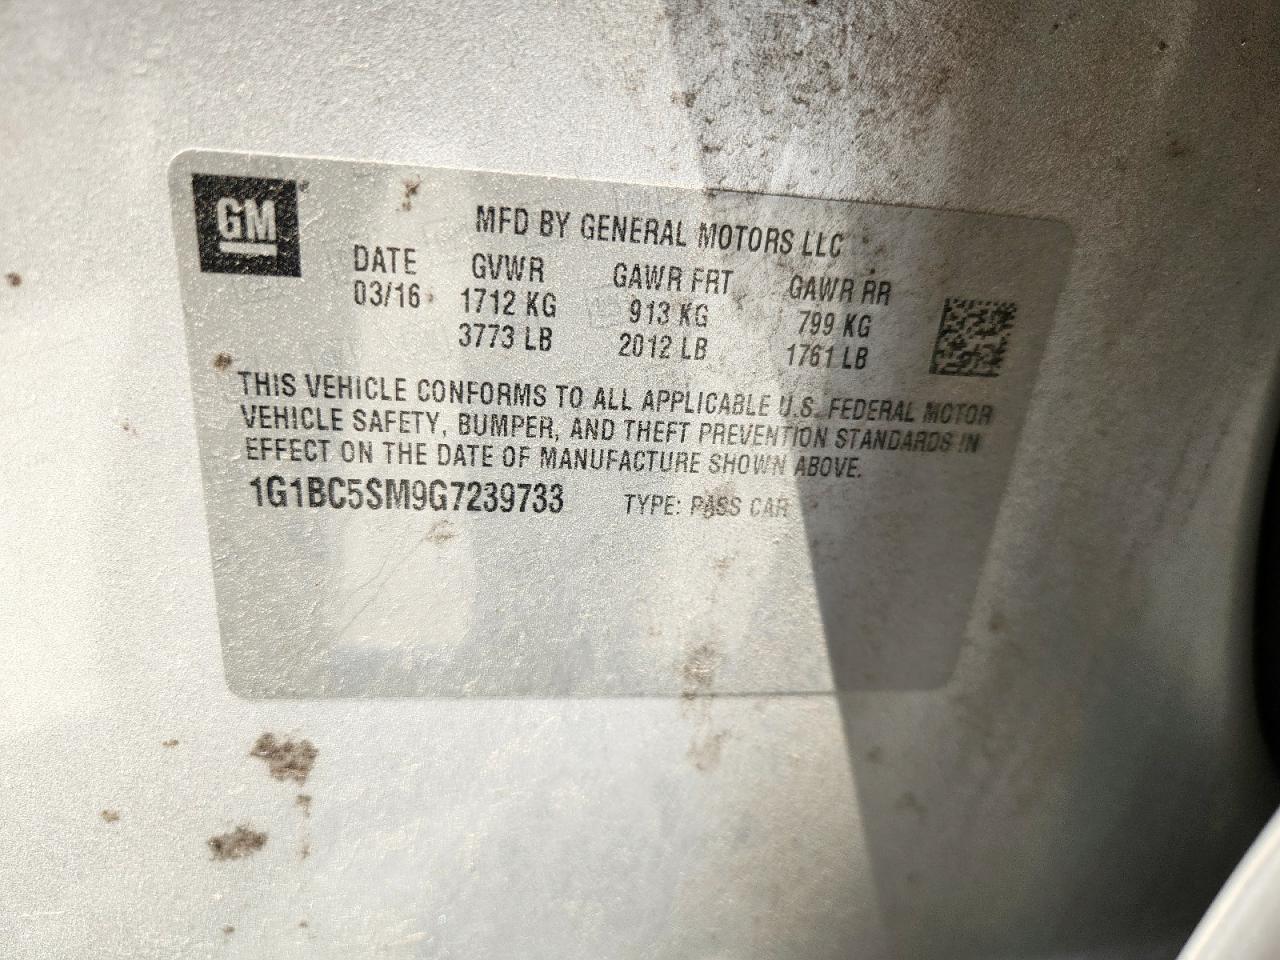 GM
MFD BY GENERAL MOTORS LLC
DATE GVWR GAWR FRT GAWR RR
03/16 1712 KG 913 KG 799 KG
3773 LB 2012 LB 1761 LB
THIS VEHICLE CONFORMS TO ALL APPLICABLE U.S. FEDERAL MOTOR
VEHICLE SAFETY, BUMPER, AND THEFT PREVENTION STANDARDS IN
EFFECT ON THE DATE OF MANUFACTURE SHOWN ABOVE.
1G1BC5SM9G7239733 TYPE: PASS CAR